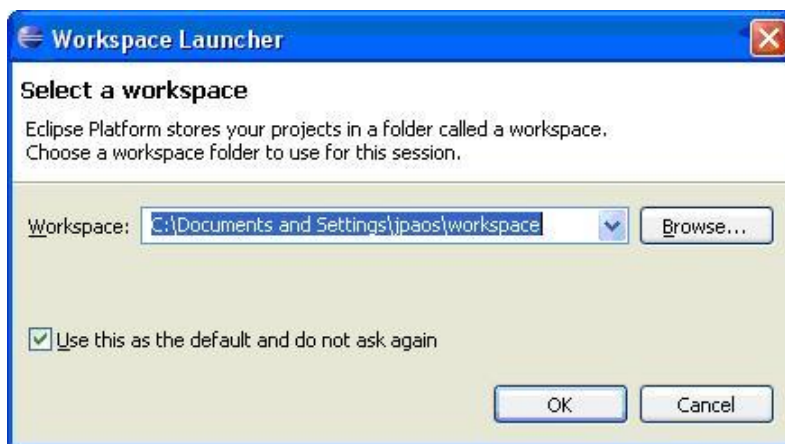 Workspace Launcher
Select a workspace
Eclipse Platform stores your projects in a folder called a workspace.
Choose a workspace folder to use for this session.
Workspace: C:\Documents and Settings\jpaos\workspace Browse...
Use this as the default and do not ask again
OK Cancel